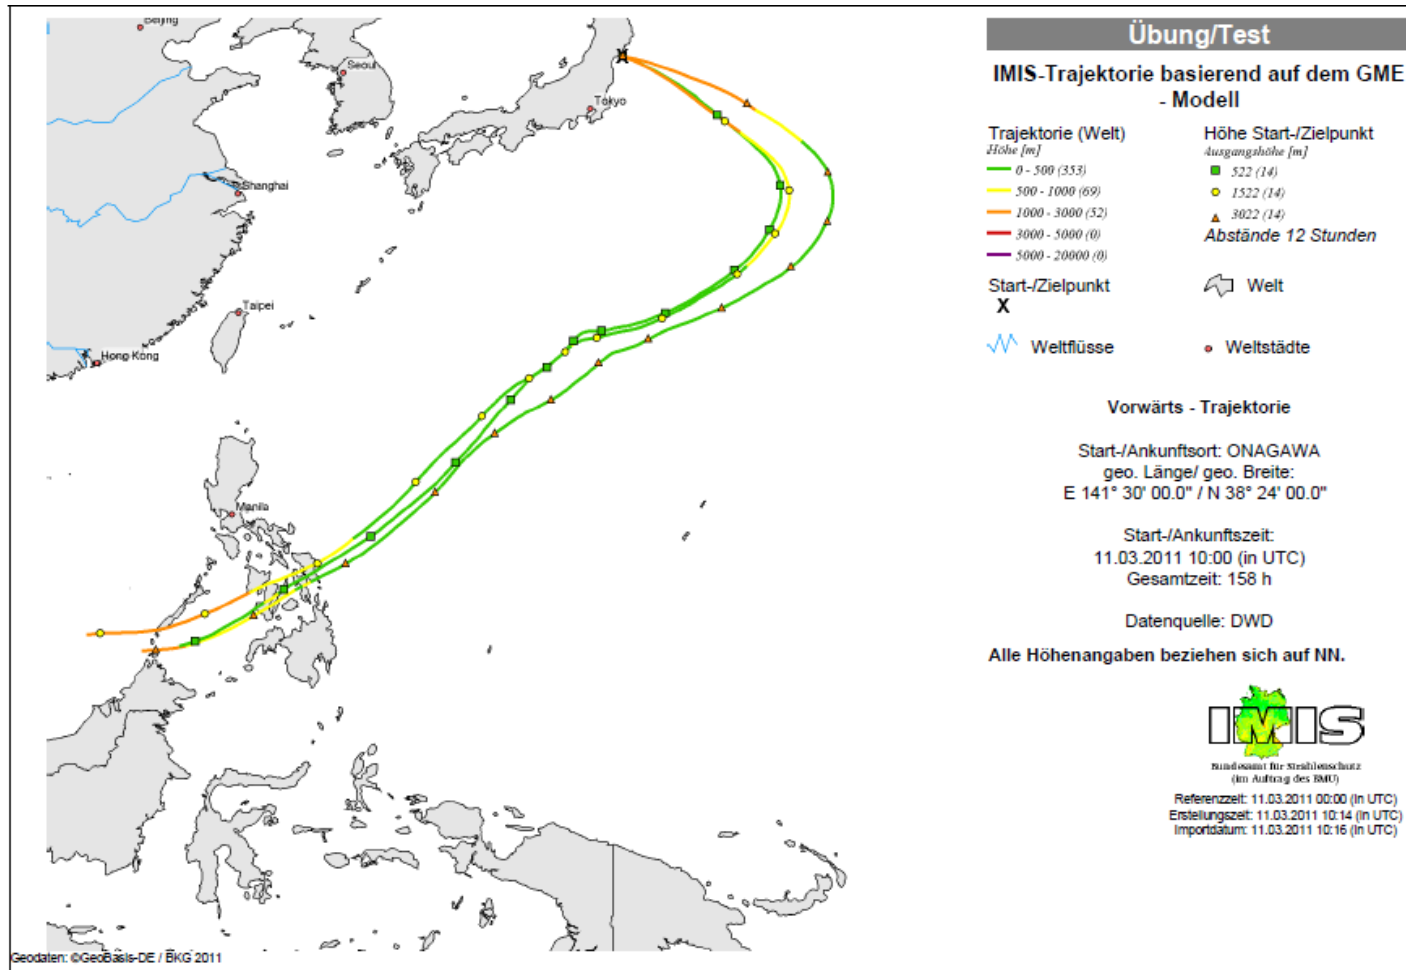 Beijing
Seoul
Tokyo
Shanghai
Taipei
Hong Kong
Manila
Geodaten: ©GeoBasis-DE / BKG 2011
Übung/Test
IMIS-Trajektorie basierend auf dem GME
- Modell
Trajektorie (Welt)
Höhe [m]
0 - 500 (353)
500 - 1000 (69)
1000 - 3000 (52)
3000 - 5000 (0)
5000 - 20000 (0)
Höhe Start-/Zielpunkt
Ausgangshöhe [m]
522 (14)
1522 (14)
3022 (14)
Abstände 12 Stunden
Start-/Zielpunkt
X
Welt
Weltflüsse
Weltstädte
Vorwärts - Trajektorie
Start-/Ankunftsort: ONAGAWA
geo. Länge/ geo. Breite:
E 141° 30' 00.0" / N 38° 24' 00.0"
Start-/Ankunftszeit:
11.03.2011 10:00 (in UTC)
Gesamtzeit: 158 h
Datenquelle: DWD
Alle Höhenangaben beziehen sich auf NN.
IMIS
Bundesamt für Strahlenschutz
(im Auftrag des BMU)
Referenzzeit: 11.03.2011 00:00 (in UTC)
Erstellungszeit: 11.03.2011 10:14 (in UTC)
Importdatum: 11.03.2011 10:16 (in UTC)